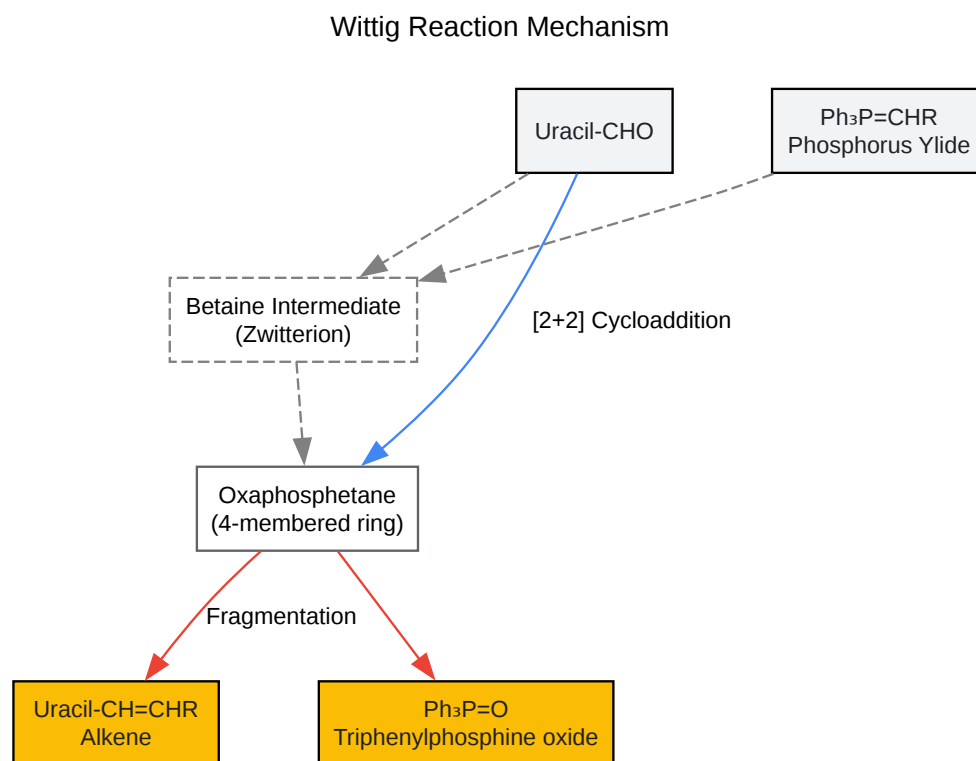 Wittig Reaction Mechanism
Uracil-CHO
Ph₃P=CHR
Phosphorus Ylide
Betaine Intermediate
(Zwitterion)
[2+2] Cycloaddition
Oxaphosphetane
(4-membered ring)
Fragmentation
Uracil-CH=CHR
Alkene
Ph₃P=O
Triphenylphosphine oxide